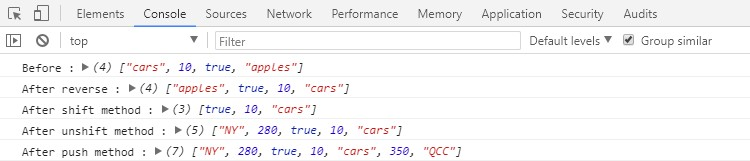 Elements Console Sources Network Performance Memory Application Security Audits
top Filter Default levels Group similar
Before : (4) ["cars", 10, true, "apples"]
After reverse : (4) ["apples", true, 10, "cars"]
After shift method : (3) [true, 10, "cars"]
After unshift method : (5) ["NY", 280, true, 10, "cars"]
After push method : (7) ["NY", 280, true, 10, "cars", 350, "QCC"]